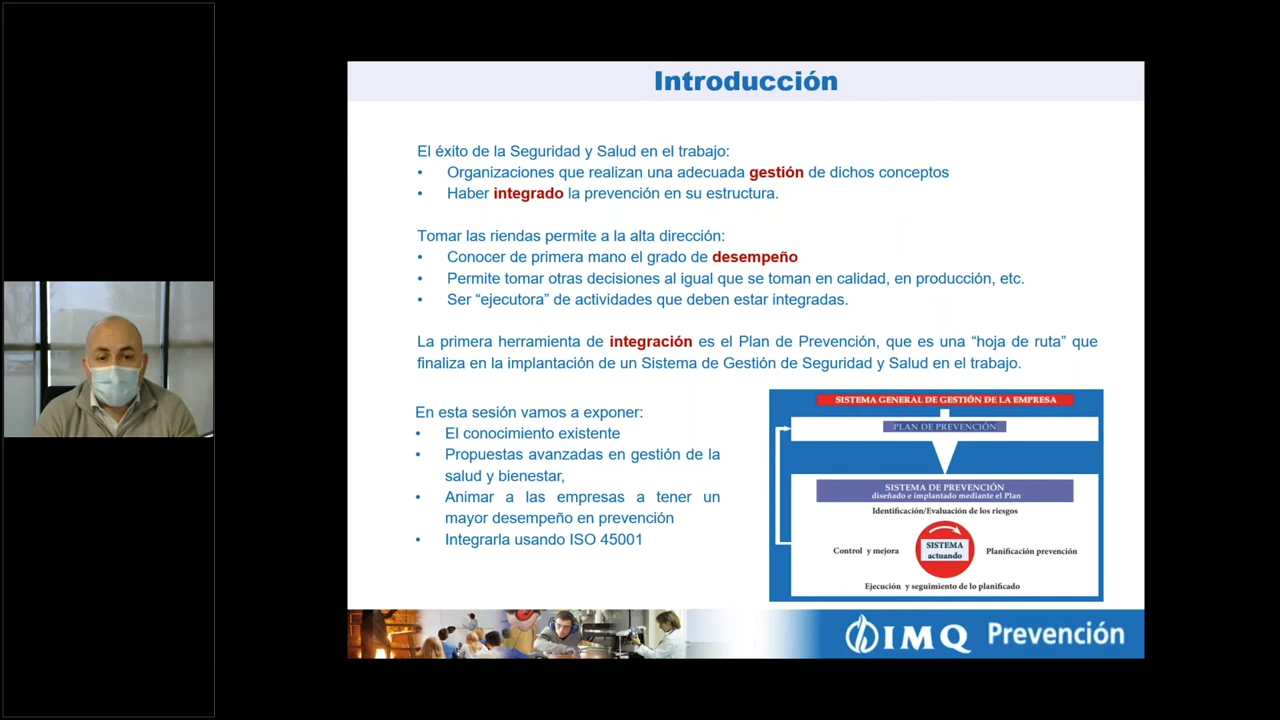 Introducción
El éxito de la Seguridad y Salud en el trabajo:
• Organizaciones que realizan una adecuada gestión de dichos conceptos
• Haber integrado la prevención en su estructura.
Tomar las riendas permite a la alta dirección:
• Conocer de primera mano el grado de desempeño
• Permite tomar otras decisiones al igual que se toman en calidad, en producción, etc.
• Ser “ejecutora” de actividades que deben estar integradas.
La primera herramienta de integración es el Plan de Prevención, que es una “hoja de ruta” que
finaliza en la implantación de un Sistema de Gestión de Seguridad y Salud en el trabajo.
En esta sesión vamos a exponer:
• El conocimiento existente
• Propuestas avanzadas en gestión de la
salud y bienestar,
• Animar a las empresas a tener un
mayor desempeño en prevención
• Integrarla usando ISO 45001
SISTEMA GENERAL DE GESTIÓN DE LA EMPRESA
PLAN DE PREVENCIÓN
SISTEMA DE PREVENCIÓN
diseñado e implantado mediante el Plan
Identificación/Evaluación de los riesgos
Control y mejora
SISTEMA
actuando
Planificación prevención
Ejecución y seguimiento de lo planificado
IMQ Prevención